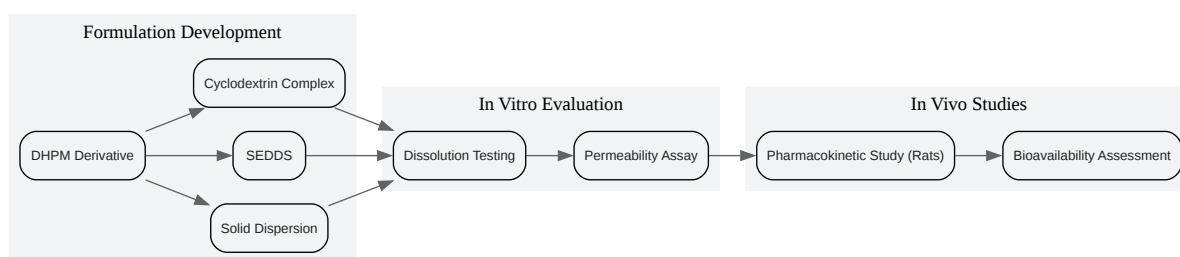 Formulation Development
Cyclodextrin Complex
DHPM Derivative
SEDDS
Solid Dispersion
In Vitro Evaluation
Dissolution Testing
Permeability Assay
In Vivo Studies
Pharmacokinetic Study (Rats)
Bioavailability Assessment